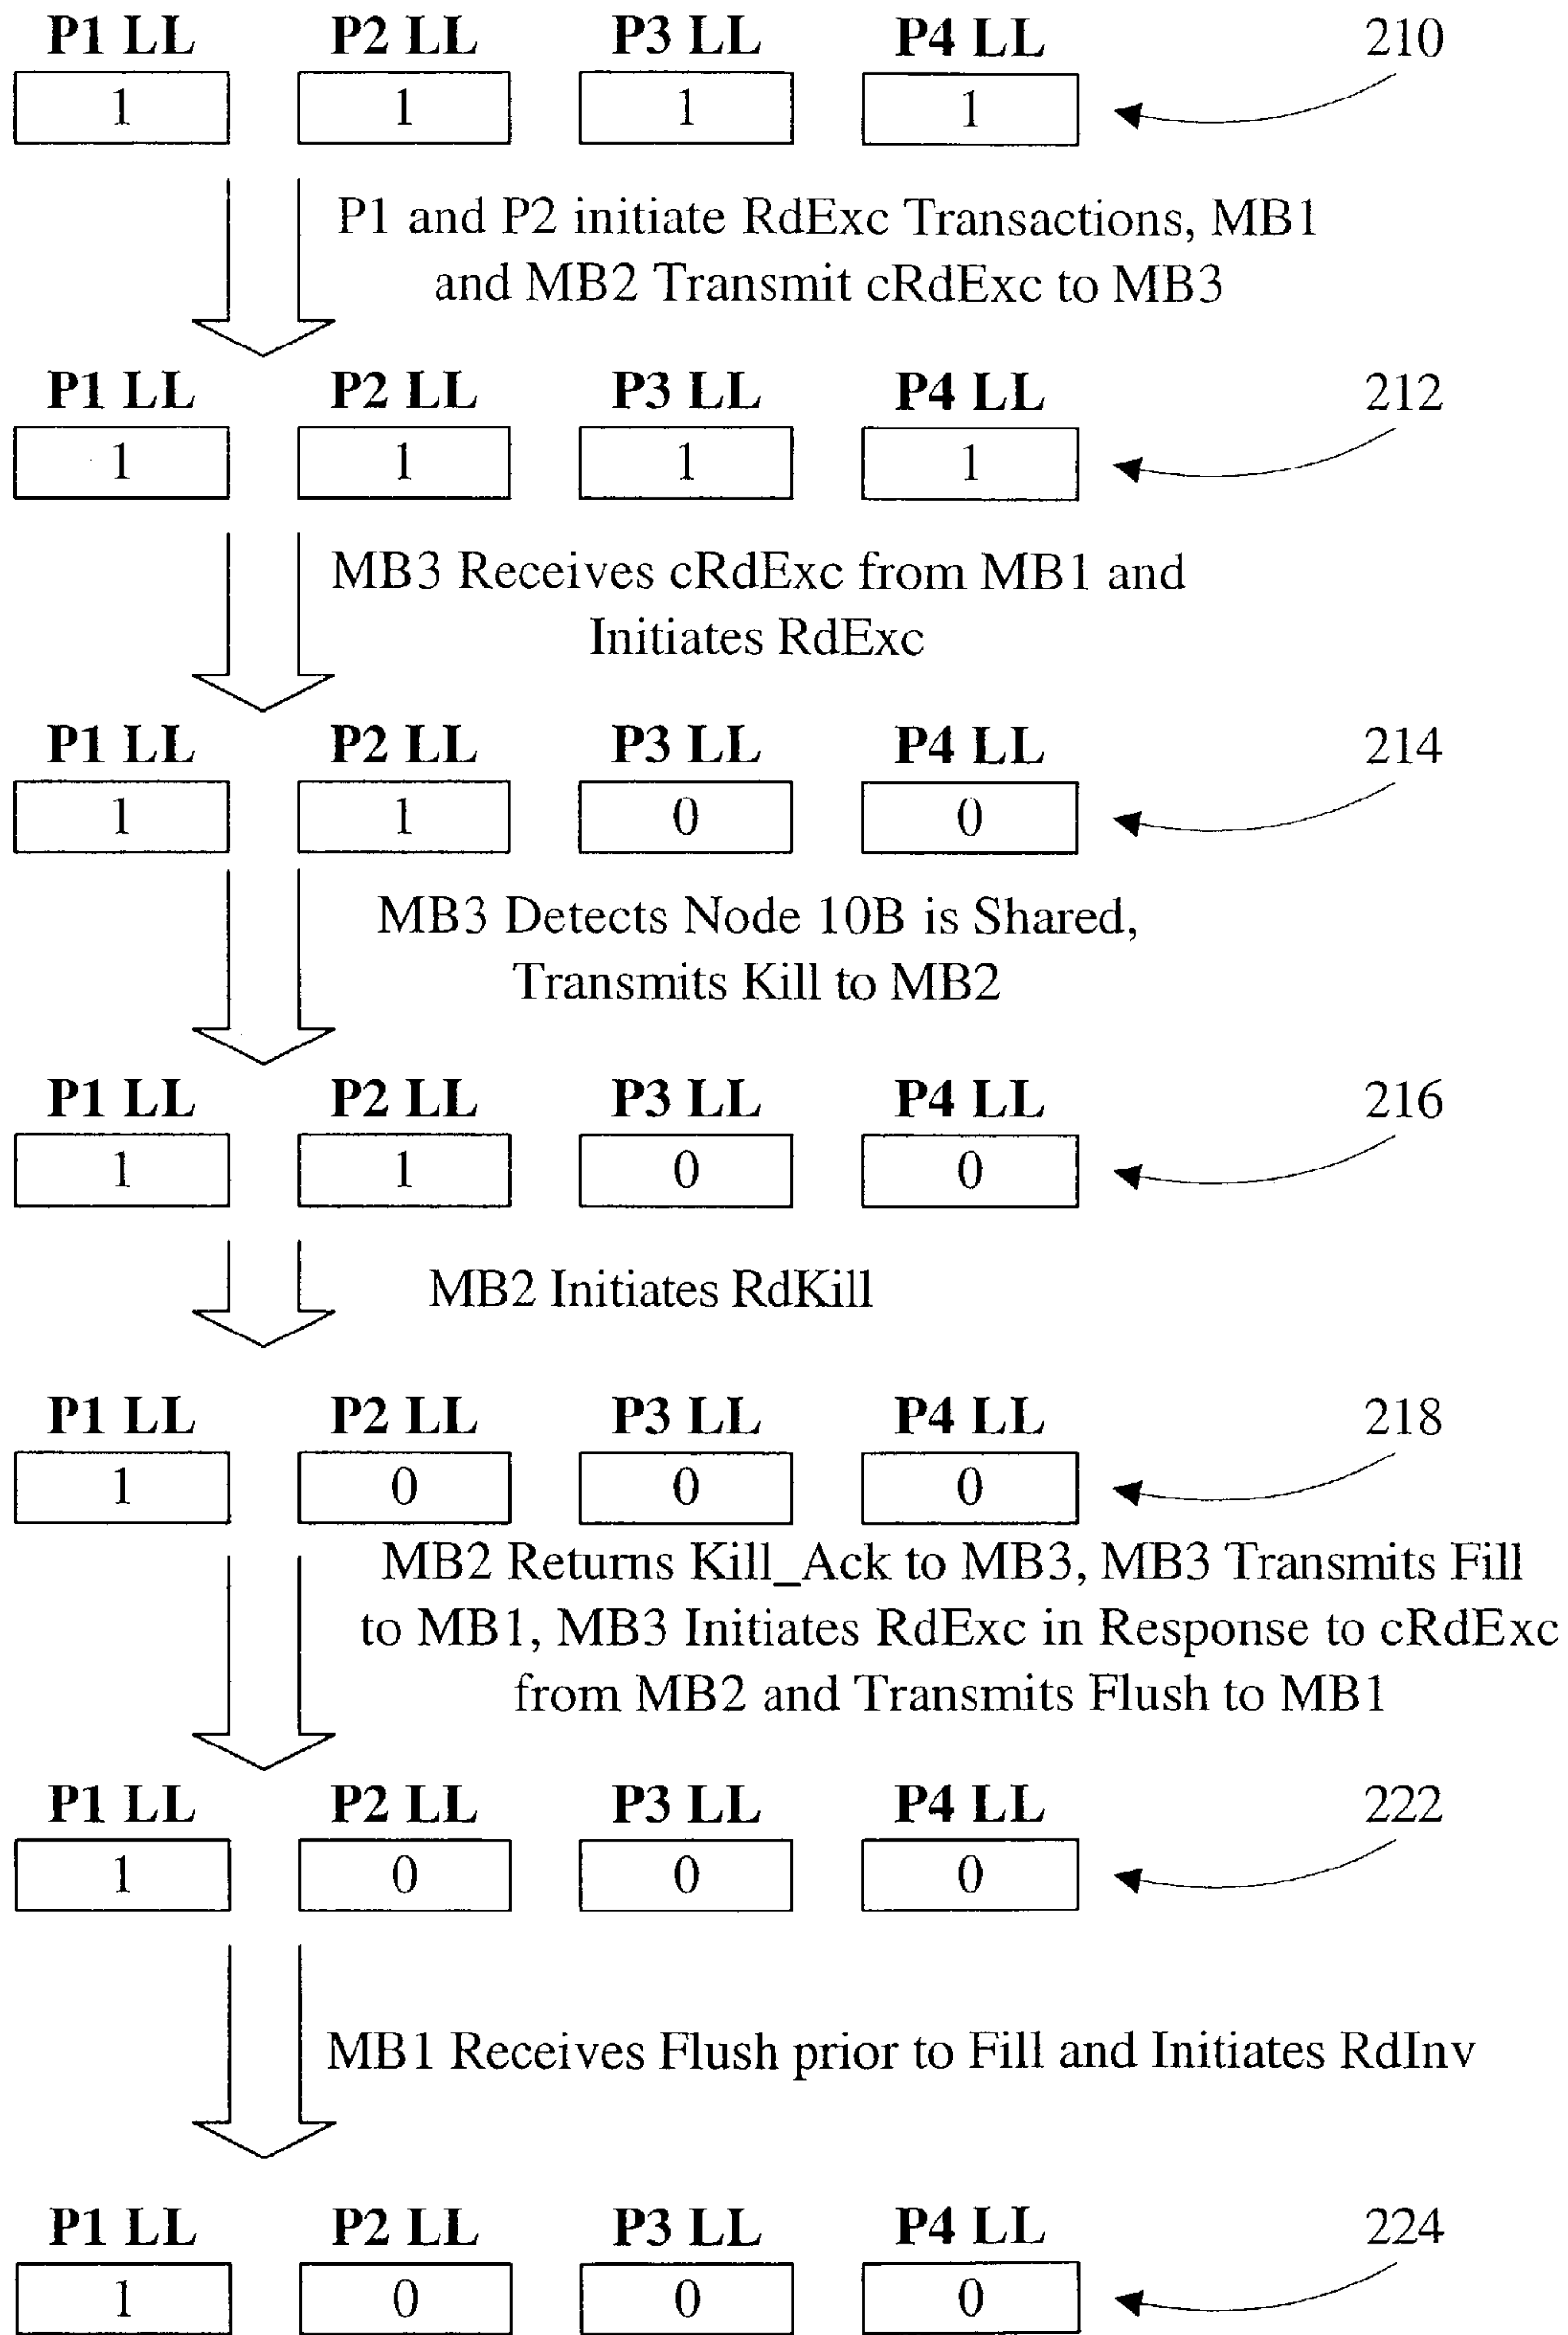 P1 LL P2 LL P3 LL P4 LL 210
1 1 1 1
P1 and P2 initiate RdExc Transactions, MB1
and MB2 Transmit cRdExc to MB3
P1 LL P2 LL P3 LL P4 LL 212
1 1 1 1
MB3 Receives cRdExc from MB1 and
Initiates RdExc
P1 LL P2 LL P3 LL P4 LL 214
1 1 0 0
MB3 Detects Node 10B is Shared,
Transmits Kill to MB2
P1 LL P2 LL P3 LL P4 LL 216
1 1 0 0
MB2 Initiates RdKill
P1 LL P2 LL P3 LL P4 LL 218
1 0 0 0
MB2 Returns Kill_Ack to MB3, MB3 Transmits Fill
to MB1, MB3 Initiates RdExc in Response to cRdExc
from MB2 and Transmits Flush to MB1
P1 LL P2 LL P3 LL P4 LL 222
1 0 0 0
MB1 Receives Flush prior to Fill and Initiates RdInv
P1 LL P2 LL P3 LL P4 LL 224
1 0 0 0